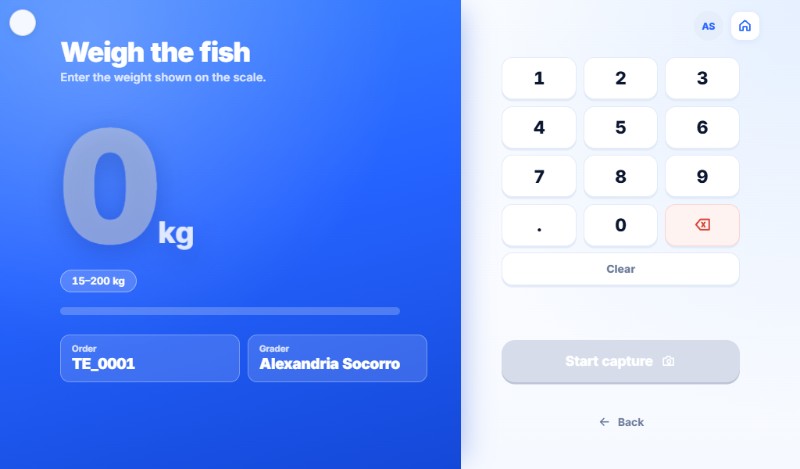 Weigh the fish
Enter the weight shown on the scale.
0 kg
15–200 kg
Order
TE_0001
Grader
Alexandria Socorro
AS
1 2 3
4 5 6
7 8 9
. 0
Clear
Start capture
Back